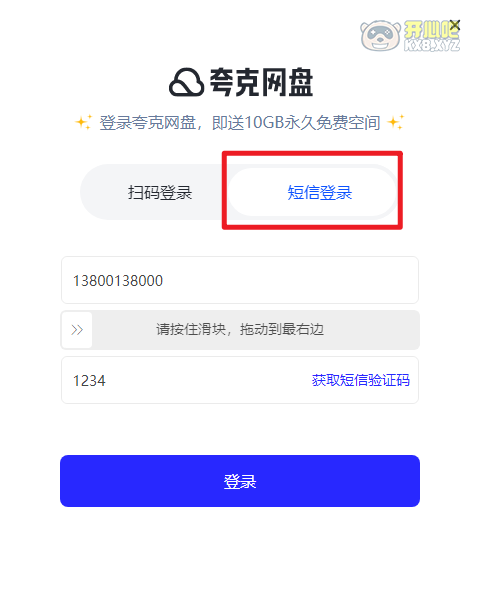 开心吧
KX8.XYZ
夸克网盘
登录夸克网盘，即送10GB永久免费空间
扫码登录
短信登录
13800138000
请按住滑块，拖动到最右边
1234
获取短信验证码
登录